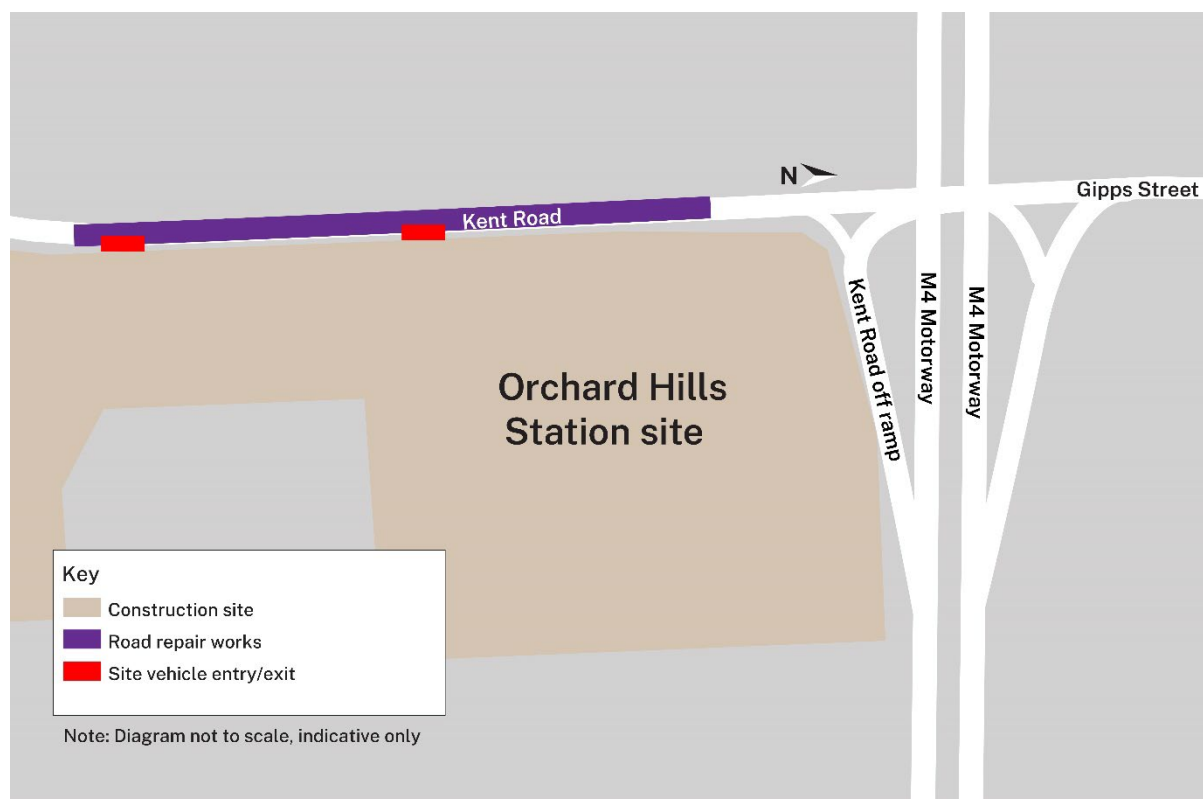 N
Gipps Street
Kent Road
Kent Road off ramp
M4 Motorway
M4 Motorway
Orchard Hills
Station site
Key
Construction site
Road repair works
Site vehicle entry/exit
Note: Diagram not to scale, indicative only